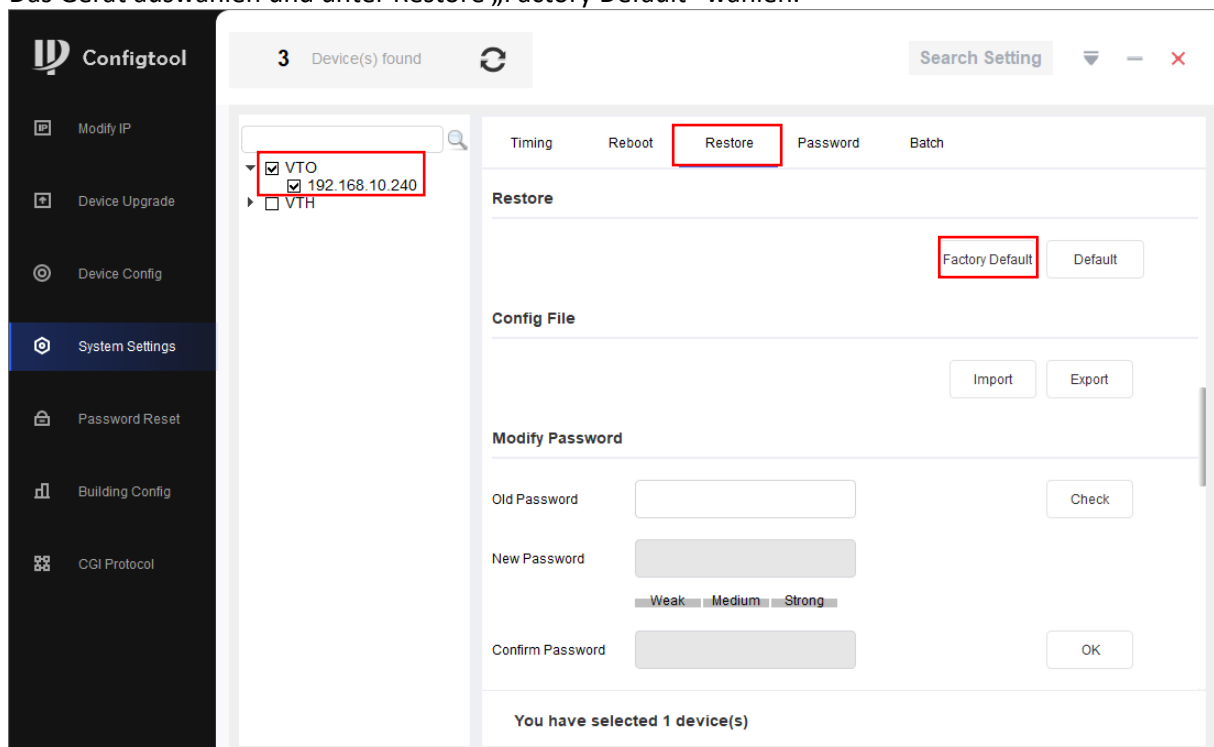 Das Gerät auswählen und unter Restore „Factory Default“ wählen.
Configtool
3 Device(s) found
Search Setting
IP
Modify IP
Device Upgrade
Device Config
System Settings
Password Reset
Building Config
CGI Protocol
VTO
192.168.10.240
VTH
Timing Reboot Restore Password Batch
Restore
Factory Default Default
Config File
Import Export
Modify Password
Old Password Check
New Password
Weak Medium Strong
Confirm Password OK
You have selected 1 device(s)